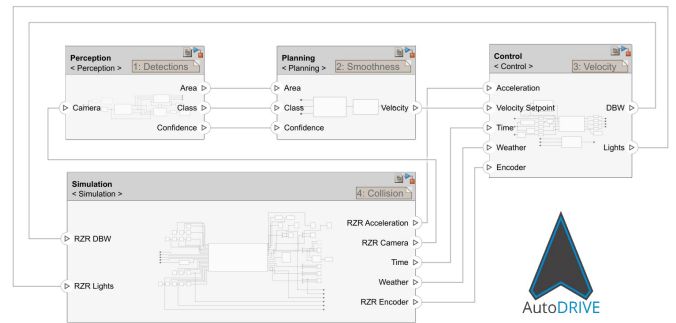 Perception
< Perception >
1: Detections
Area
Camera
Class
Confidence
Planning
< Planning >
2: Smoothness
Area
Class
Velocity
Confidence
Control
< Control >
3: Velocity
Acceleration
Velocity Setpoint
DBW
Time
Weather
Lights
Encoder
Simulation
< Simulation >
4: Collision
RZR Acceleration
RZR DBW
RZR Camera
Time
RZR Lights
Weather
RZR Encoder
AutoDRIVE